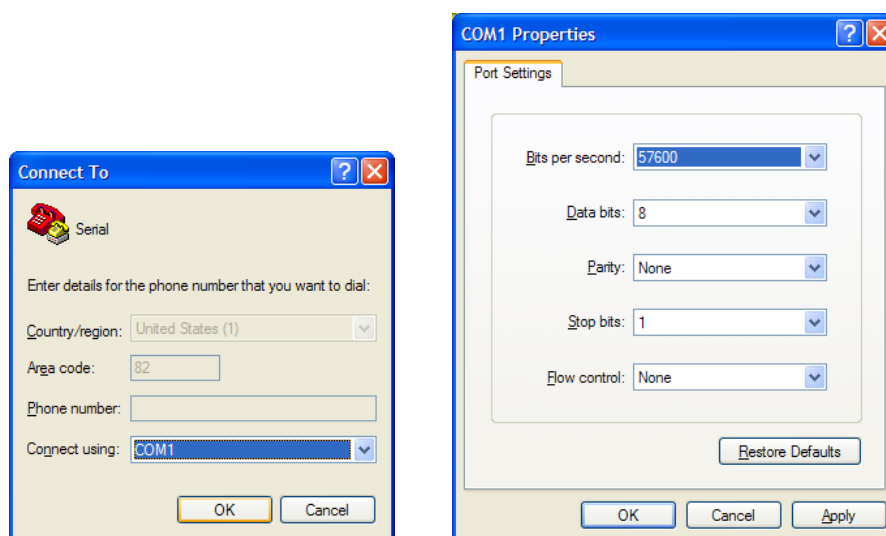 Connect To
Serial
Enter details for the phone number that you want to dial:
Country/region: United States (1)
Area code: 82
Phone number:
Connect using: COM1
OK Cancel
COM1 Properties
Port Settings
Bits per second: 57600
Data bits: 8
Parity: None
Stop bits: 1
Flow control: None
Restore Defaults
OK Cancel Apply